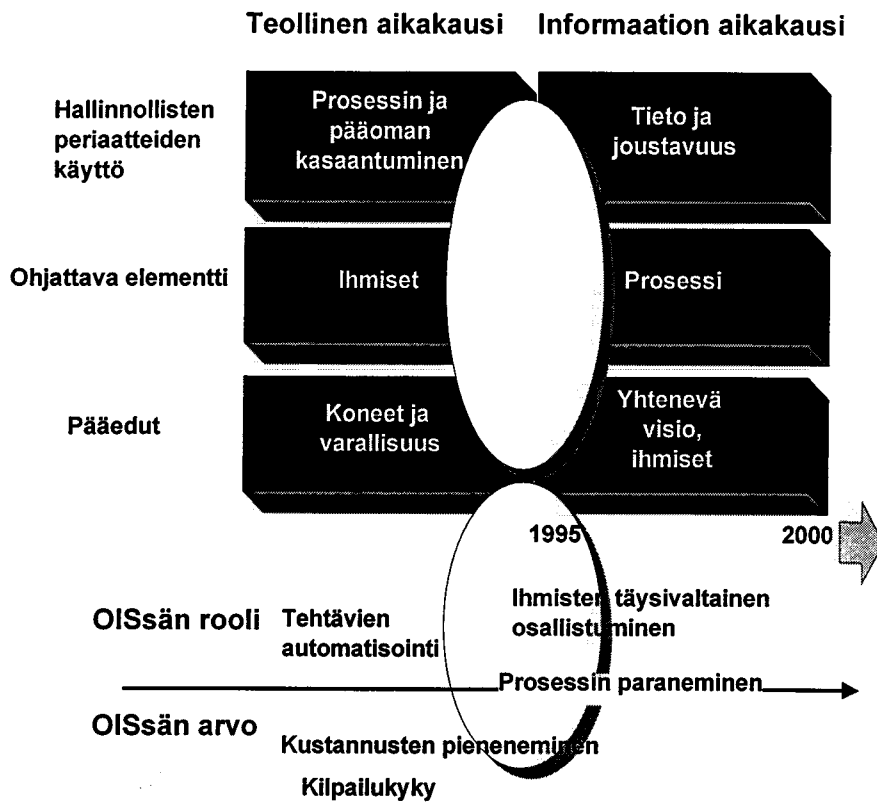 Teollinen aikakausi Informaation aikakausi
Hallinnollisten
periaatteiden
käyttö
Prosessin ja
pääoman
kasaantuminen
Tieto ja
joustavuus
Ohjattava elementti
Ihmiset
Prosessi
Pääedut
Koneet ja
varallisuus
Yhtenevä
visio,
ihmiset
1995
2000
OISsän rooli
Tehtävien
automatisointi
Ihmisten täysivaltainen
osallistuminen
Prosessin paraneminen
OISsän arvo
Kustannusten pieneneminen
Kilpailukyky